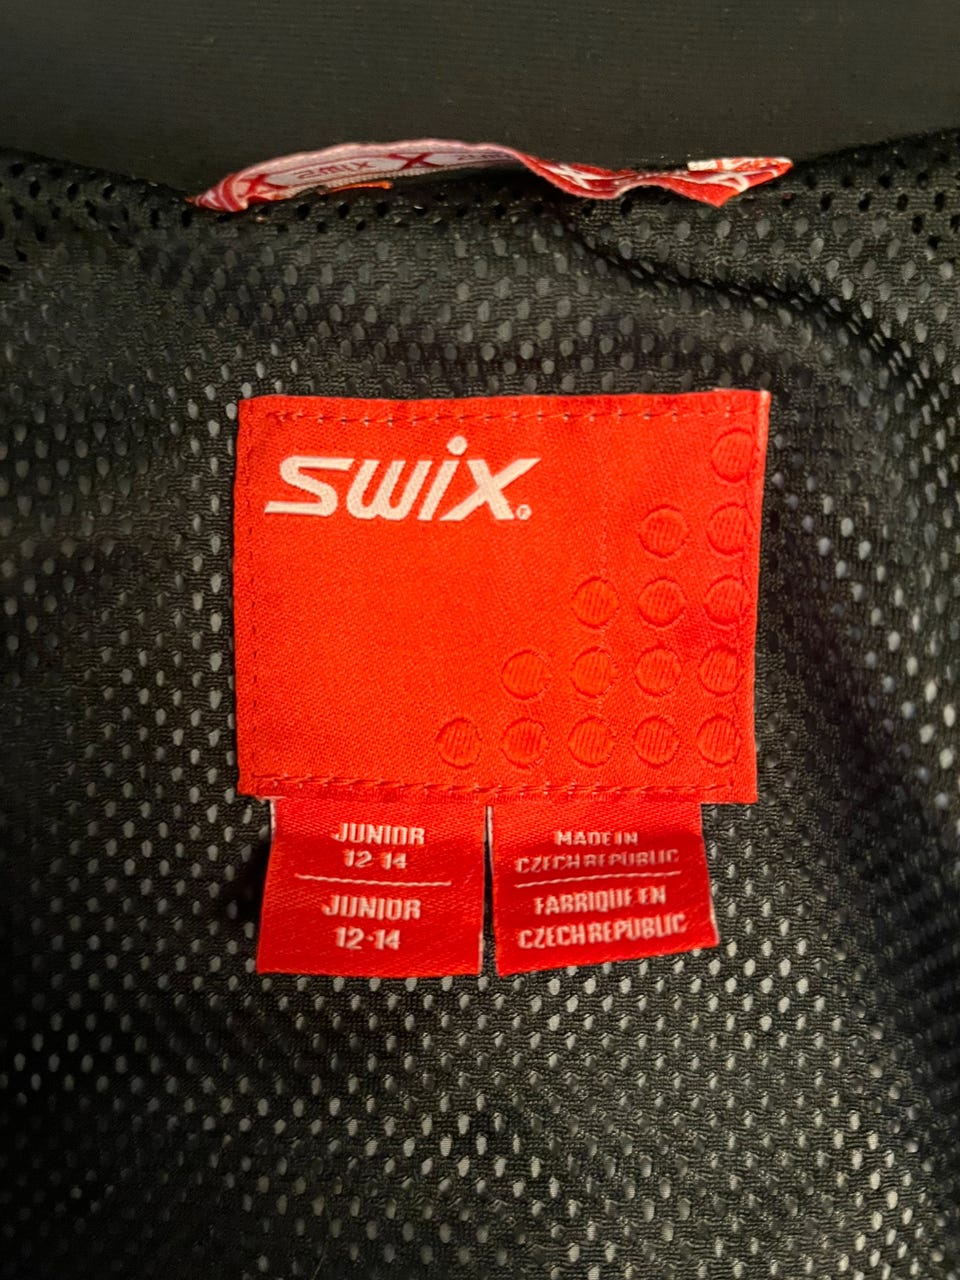 SWiX
JUNIOR
12-14
JUNIOR
12-14
MADE IN
CZECH REPUBLIC
FABRIQUE EN
CZECH REPUBLIC